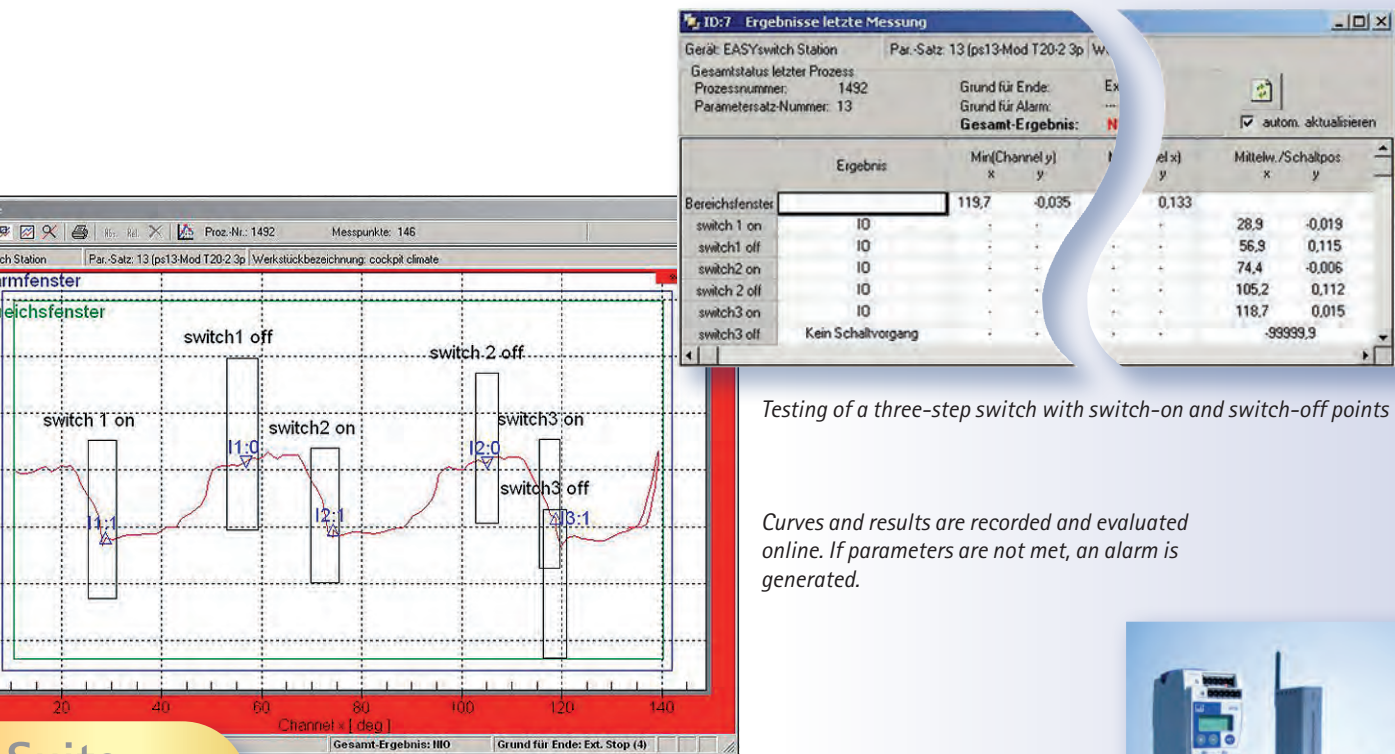 ID:7 Ergebnisse letzte Messung
Gerät: EASYswitch Station Par.-Satz: 13 (ps13-Mod T20-2 3p
Gesamtstatus letzter Prozess
Prozessnummer: 1492 Grund für Ende: Ex
Parametersatz-Nummer: 13 Grund für Alarm: ---
Gesamt-Ergebnis: N
autom. aktualisieren
Ergebnis Min(Channel y) el x) Mittelw./Schaltpos
x y y x y
Bereichsfenster 119,7 -0,035 0,133
switch 1 on IO - - - - 28,9 -0,019
switch1 off IO - - - - 56,9 0,115
switch2 on IO - - - - 74,4 -0,006
switch 2 off IO - - - - 105,2 0,112
switch3 on IO - - - - 118,7 0,015
switch3 off Kein Schaltvorgang - - - - -99999,9
Abs. Rel. Proz.-Nr.: 1492 Messpunkte: 146
ch Station Par.-Satz: 13 (ps13-Mod T20-2 3p Werkstückbezeichnung: cockpit climate
rmfenster
eichsfenster
switch1 off
switch 2 off
switch 1 on
switch2 on
switch3 on
I1:0
I2:0
switch3 off
I1:1
I2:1
I3:1
20 40 60 80 100 120 140
Channel x [ deg ]
Gesamt-Ergebnis: NIO Grund für Ende: Ext. Stop (4)
Testing of a three-step switch with switch-on and switch-off points
Curves and results are recorded and evaluated
online. If parameters are not met, an alarm is
generated.